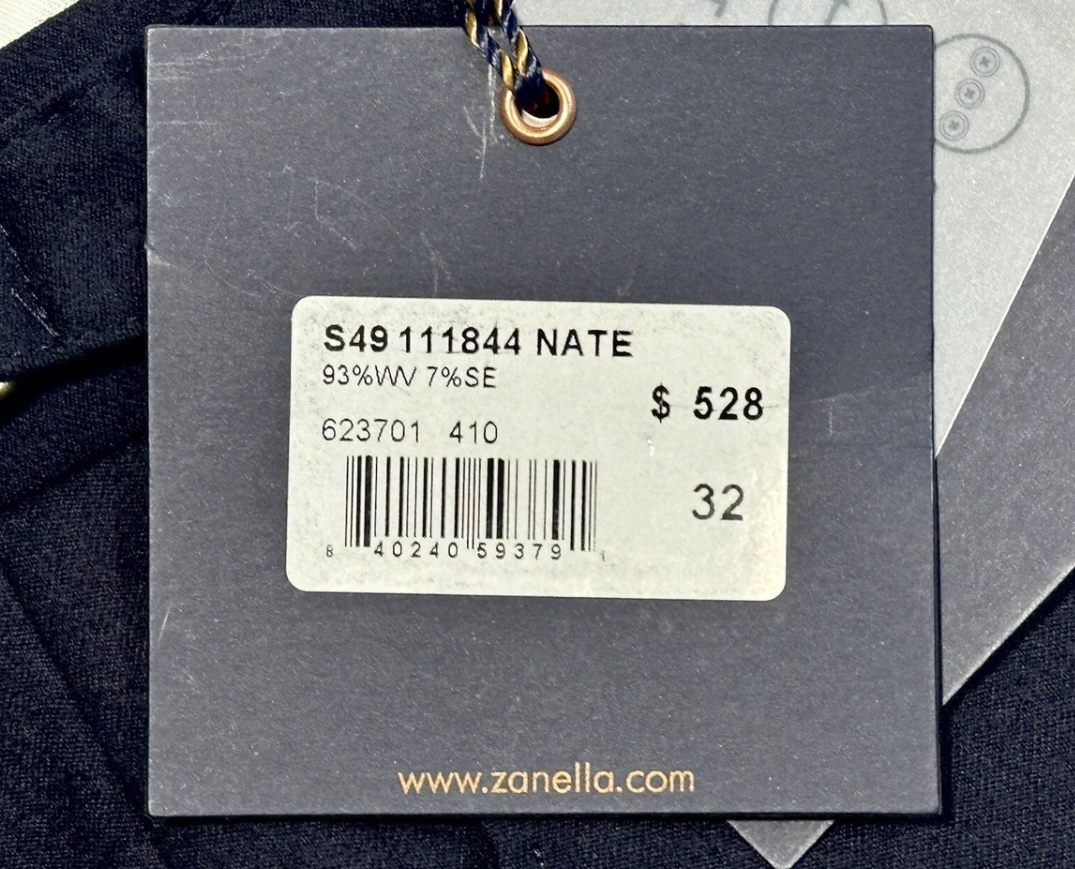 S49 111844 NATE
93%WV 7%SE
$ 528
623701 410
32
8 40240 59379 1
www.zanella.com